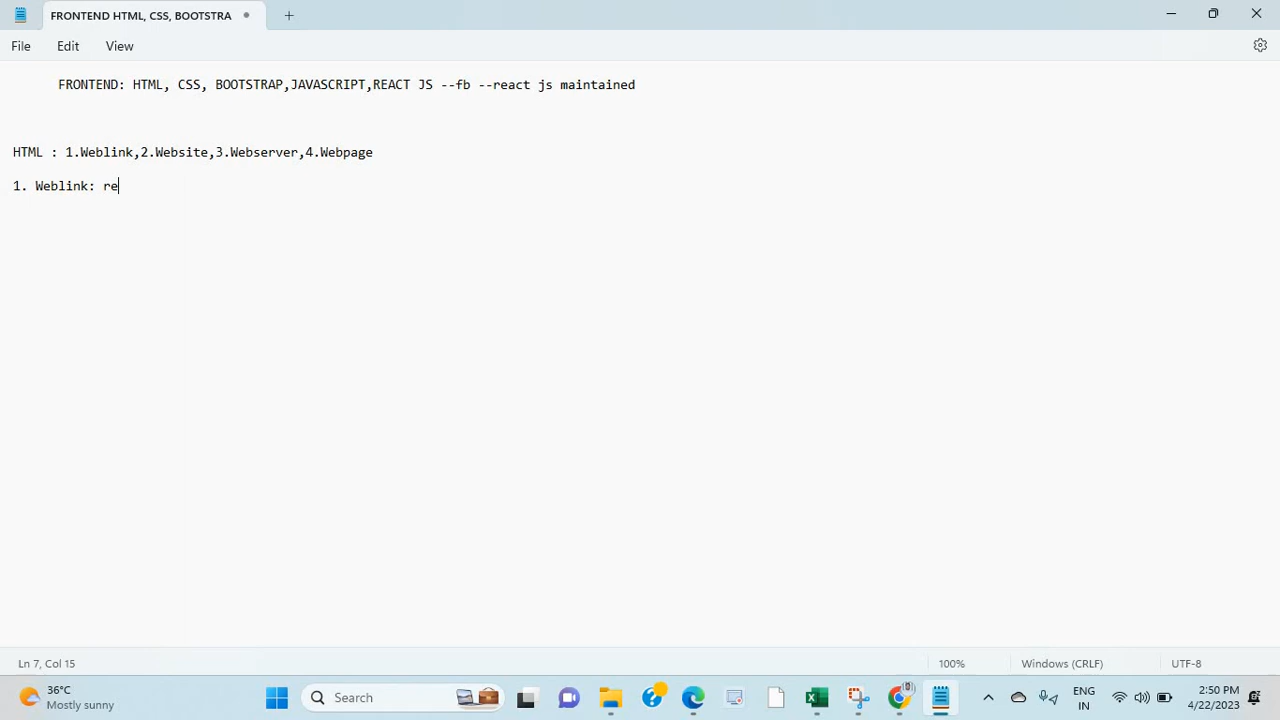 FRONTEND HTML, CSS, BOOTSTRA
File Edit View
FRONTEND: HTML, CSS, BOOTSTRAP,JAVASCRIPT,REACT JS --fb --react js maintained
HTML : 1.Weblink,2.Website,3.Webserver,4.Webpage
1. Weblink: re
Ln 7, Col 15 100% Windows (CRLF) UTF-8
36°C
Mostly sunny
Search
ENG
IN
2:50 PM
4/22/2023